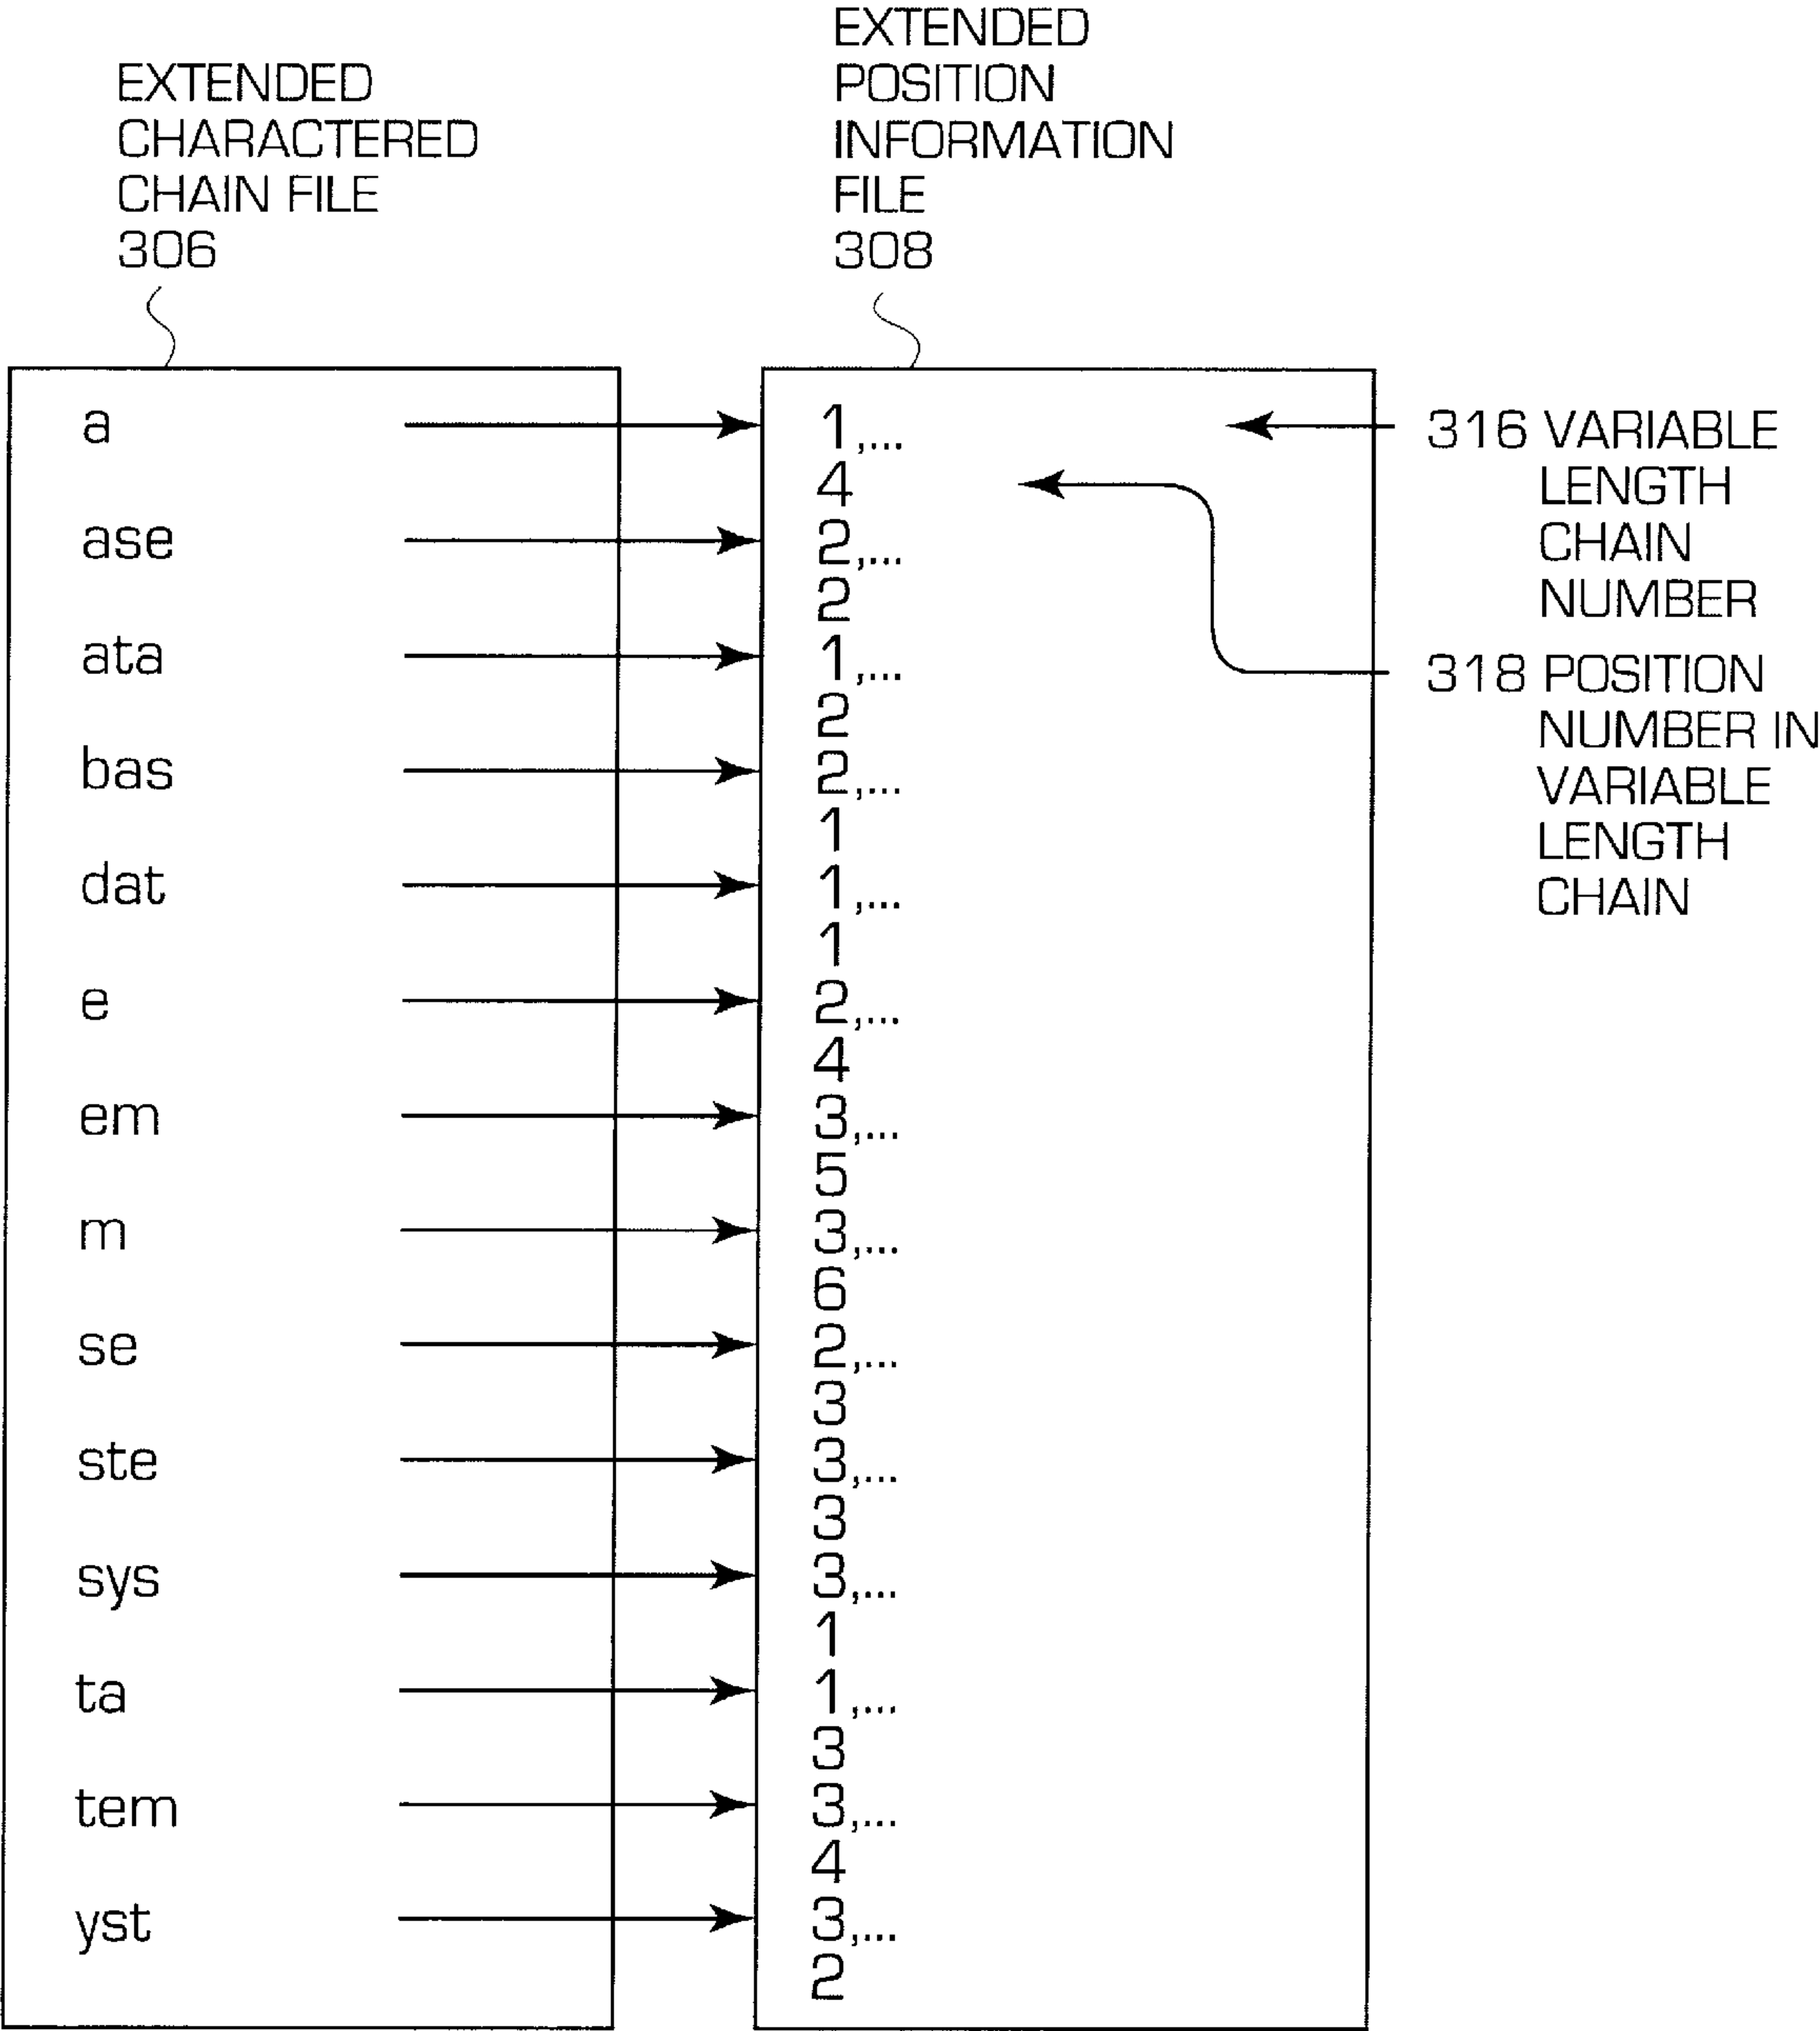 EXTENDED
CHARACTERED
CHAIN FILE
306
EXTENDED
POSITION
INFORMATION
FILE
308
a
1,...
4
ase
2,...
2
ata
1,...
2
bas
2,...
1
dat
1,...
1
e
2,...
4
em
3,...
5
m
3,...
6
se
2,...
3
ste
3,...
3
sys
3,...
1
ta
1,...
3
tem
3,...
4
yst
3,...
2
316 VARIABLE
LENGTH
CHAIN
NUMBER
318 POSITION
NUMBER IN
VARIABLE
LENGTH
CHAIN